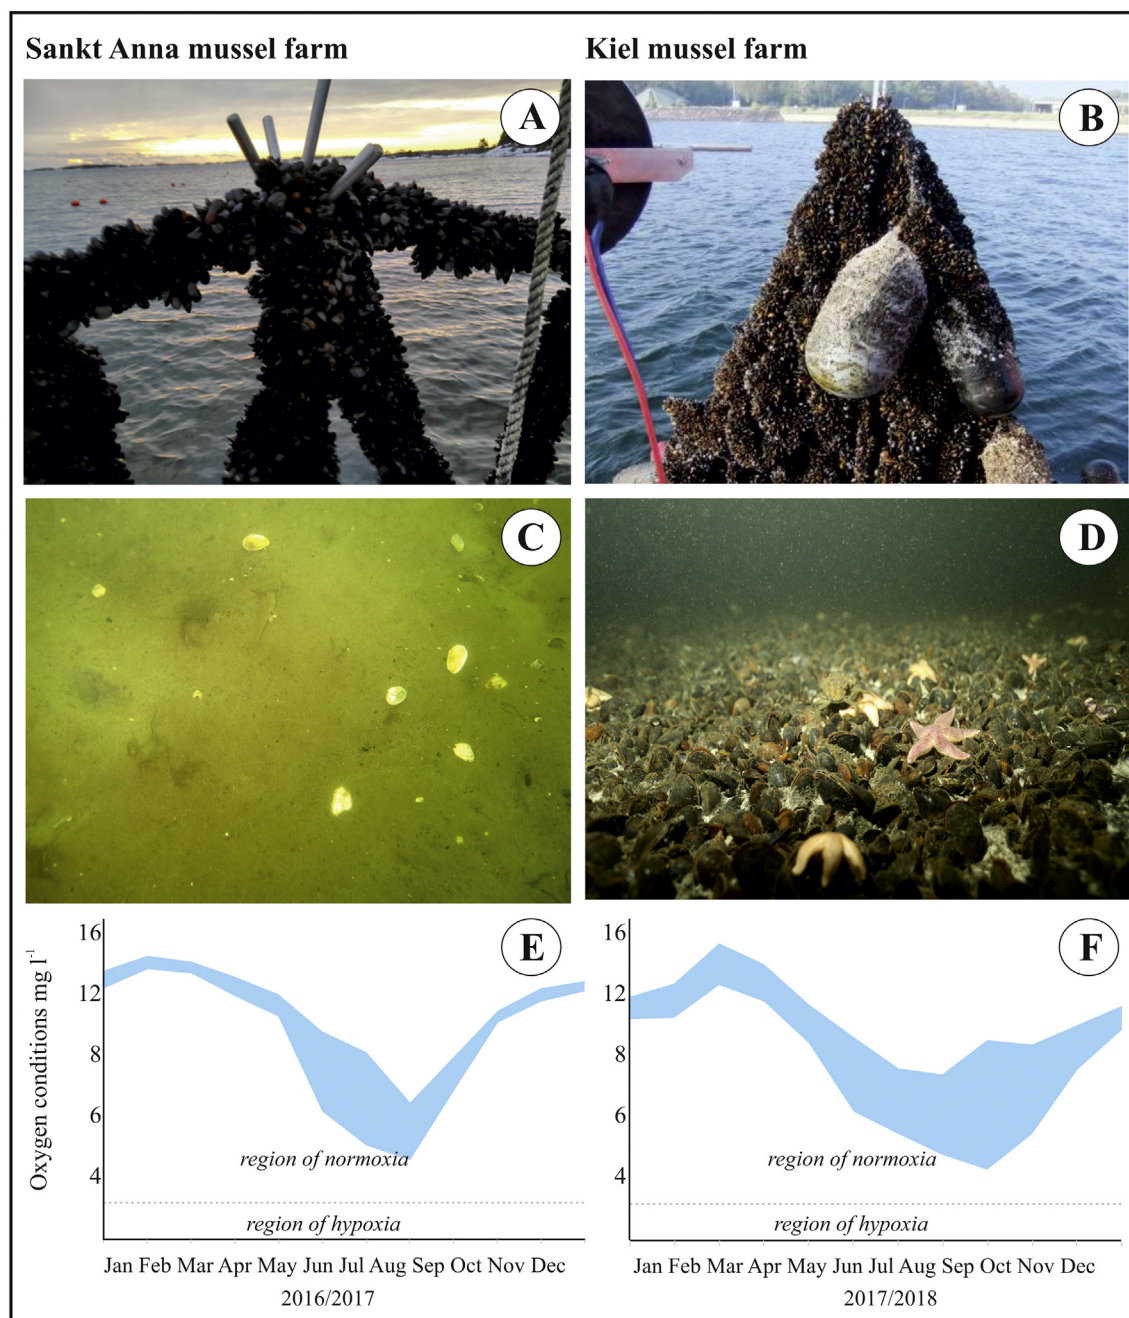 Sankt Anna mussel farm
Kiel mussel farm
A
B
C
D
E
F
Oxygen conditions mg l⁻¹
16
12
8
6
4
region of normoxia
region of hypoxia
Jan Feb Mar Apr May Jun Jul Aug Sep Oct Nov Dec
2016/2017
16
12
8
6
4
region of normoxia
region of hypoxia
Jan Feb Mar Apr May Jun Jul Aug Sep Oct Nov Dec
2017/2018